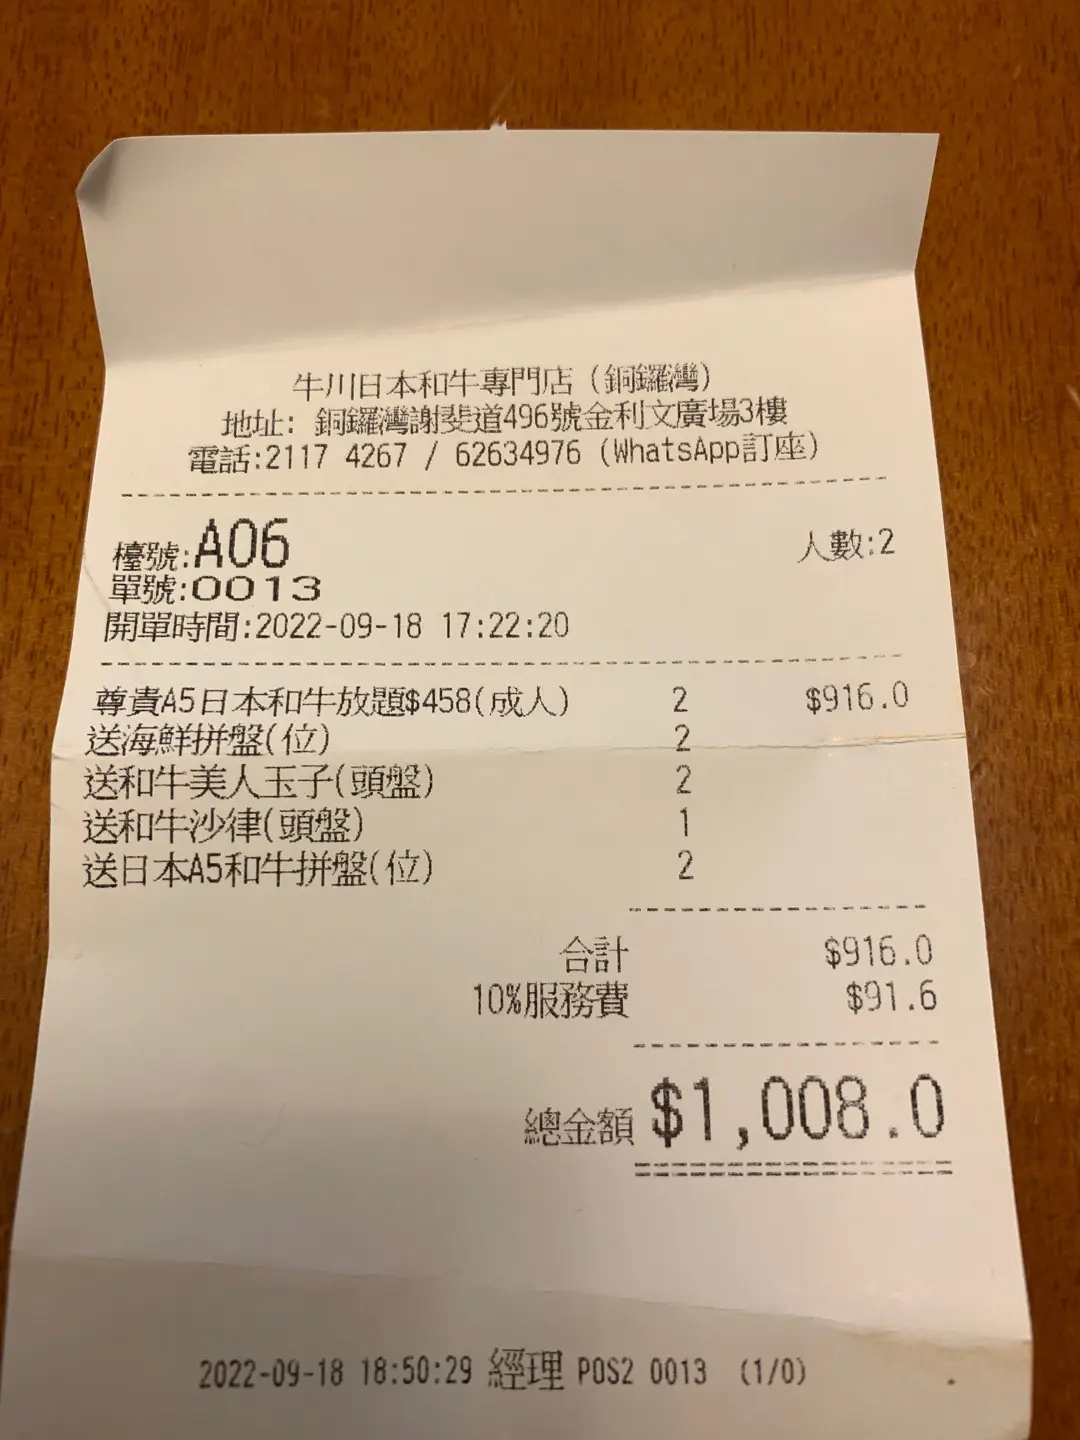 牛川日本和牛專門店 (銅鑼灣)
地址: 銅鑼灣謝斐道496號金利文廣場3樓
電話:2117 4267 / 62634976 (WhatsApp訂座)
檯號:A06 人數:2
單號:0013
開單時間:2022-09-18 17:22:20
尊貴A5日本和牛放題$458(成人) 2 $916.0
送海鮮拼盤(位) 2
送和牛美人玉子(頭盤) 2
送和牛沙律(頭盤) 1
送日本A5和牛拼盤(位) 2
合計 $916.0
10%服務費 $91.6
總金額 $1,008.0
2022-09-18 18:50:29 經理 POS2 0013 (1/0)